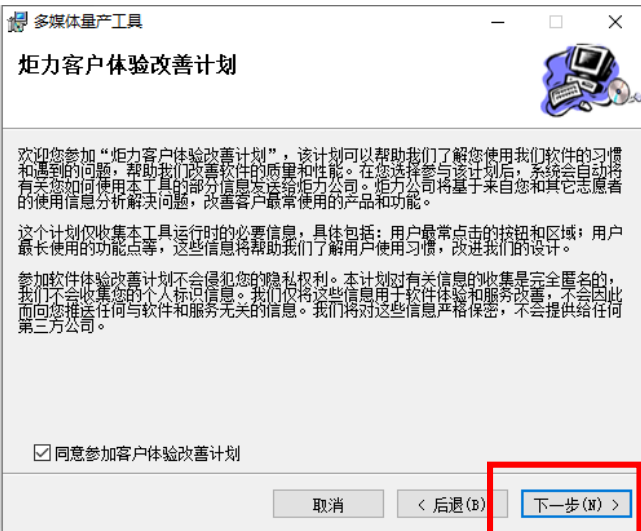 多媒体量产工具
炬力客户体验改善计划
欢迎您参加“炬力客户体验改善计划”，该计划可以帮助我们了解您使用我们软件的习惯
和遇到的问题，帮助我们改善软件的质量和性能。在您选择参与该计划后，系统会自动将
有关您如何使用本工具的部分信息发送给炬力公司。炬力公司将基于来自您和其它志愿者
的使用信息分析解决问题，改善客户最常使用的产品和功能。
这个计划仅收集本工具运行时的必要信息，具体包括：用户最常点击的按钮和区域；用户
最长使用的功能点等，这些信息将帮助我们了解用户使用习惯，改进我们的设计。
参加软件体验改善计划不会侵犯您的隐私权利。本计划对有关信息的收集是完全匿名的，
我们不会收集您的个人标识信息。我们仅将这些信息用于软件体验和服务改善，不会因此
而向您推送任何与软件和服务无关的信息。我们将对这些信息严格保密，不会提供给任何
第三方公司。
同意参加客户体验改善计划
取消 < 后退(B) 下一步(N) >